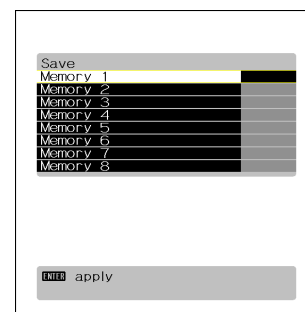 Save
Memory 1
Memory 2
Memory 3
Memory 4
Memory 5
Memory 6
Memory 7
Memory 8
ENTER apply